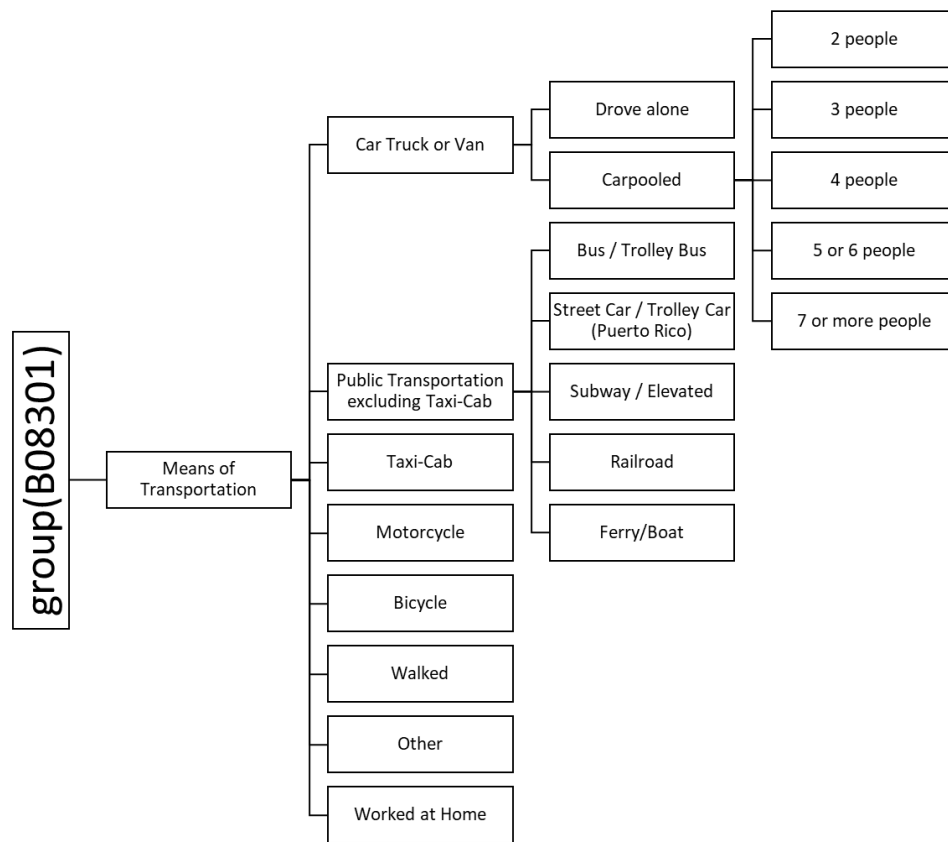 group(B08301)
Means of
Transportation
Car Truck or Van
Drove alone
Carpooled
2 people
3 people
4 people
5 or 6 people
7 or more people
Public Transportation
excluding Taxi-Cab
Bus / Trolley Bus
Street Car / Trolley Car
(Puerto Rico)
Subway / Elevated
Railroad
Ferry/Boat
Taxi-Cab
Motorcycle
Bicycle
Walked
Other
Worked at Home